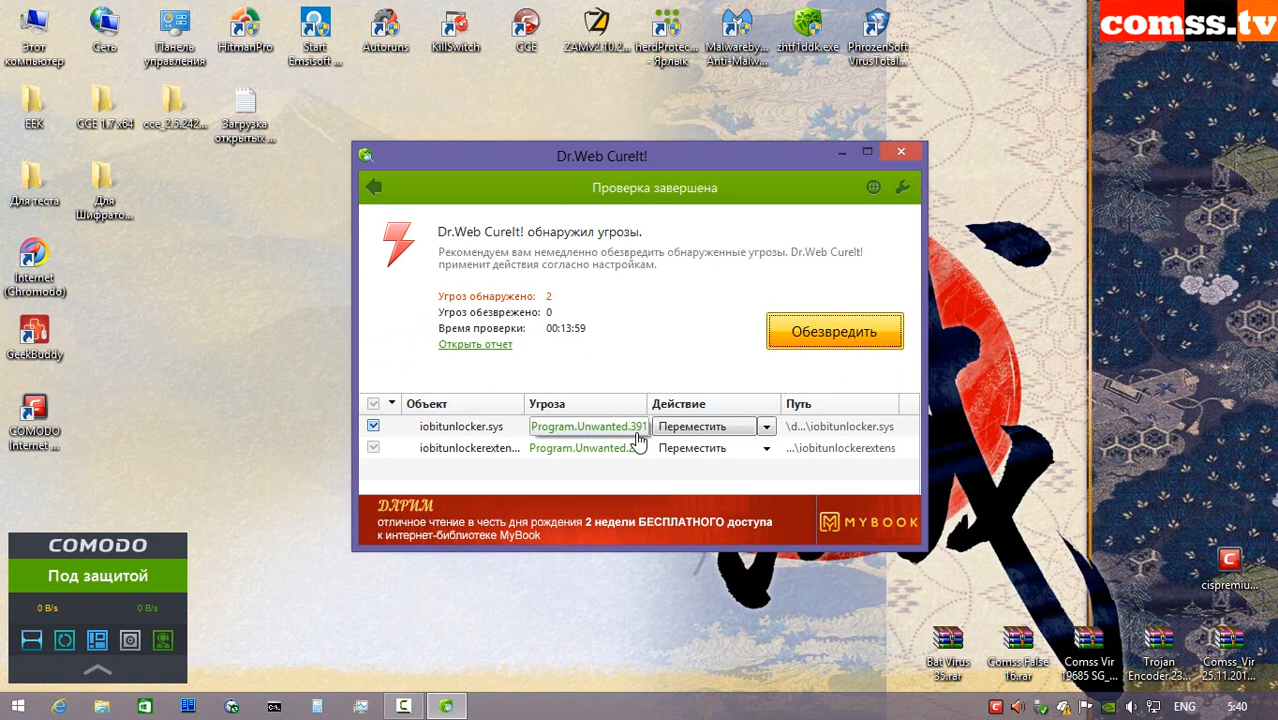 comss.tv
Этот
компьютер
Сеть
Панель
управления
HitmanPro
Start
Emsisoft ...
Autoruns
KillSwitch
CCE
ZAMv2.10.2...
herdProtec...
- Ярлык
Malwareby...
Anti-Malw...
zhtf1ddk.exe
PhrozenSoft
VirusTotal...
EEK
CCE 1.7 x64
cce_2.5.242...
Загрузка
открытых ...
Для теста
Для
Шифрато...
Internet
(Chromodo)
GeekBuddy
COMODO
Internet ...
Dr.Web CureIt!
Проверка завершена
Dr.Web CureIt! обнаружил угрозы.
Рекомендуем вам немедленно обезвредить обнаруженные угрозы. Dr.Web CureIt!
применит действия согласно настройкам.
Угроз обнаружено: 2
Угроз обезврежено: 0
Время проверки: 00:13:59
Открыть отчет
Обезвредить
Объект Угроза Действие Путь
iobitunlocker.sys Program.Unwanted.391 Переместить \d...\iobitunlocker.sys
iobitunlockerexten... Program.Unwanted. Переместить ...\iobitunlockerextens
ДАРИМ
отличное чтение в честь дня рождения 2 недели БЕСПЛАТНОГО доступа
к интернет-библиотеке MyBook
MYBOOK
COMODO
Под защитой
0 B/s 0 B/s
C
cispremiu...
Bat Virus
35.rar
Comss False
16.rar
Comss Vir
19685 SG_...
Trojan
Encoder 23...
Comss_Vir
25.11.201...
ENG 5:40